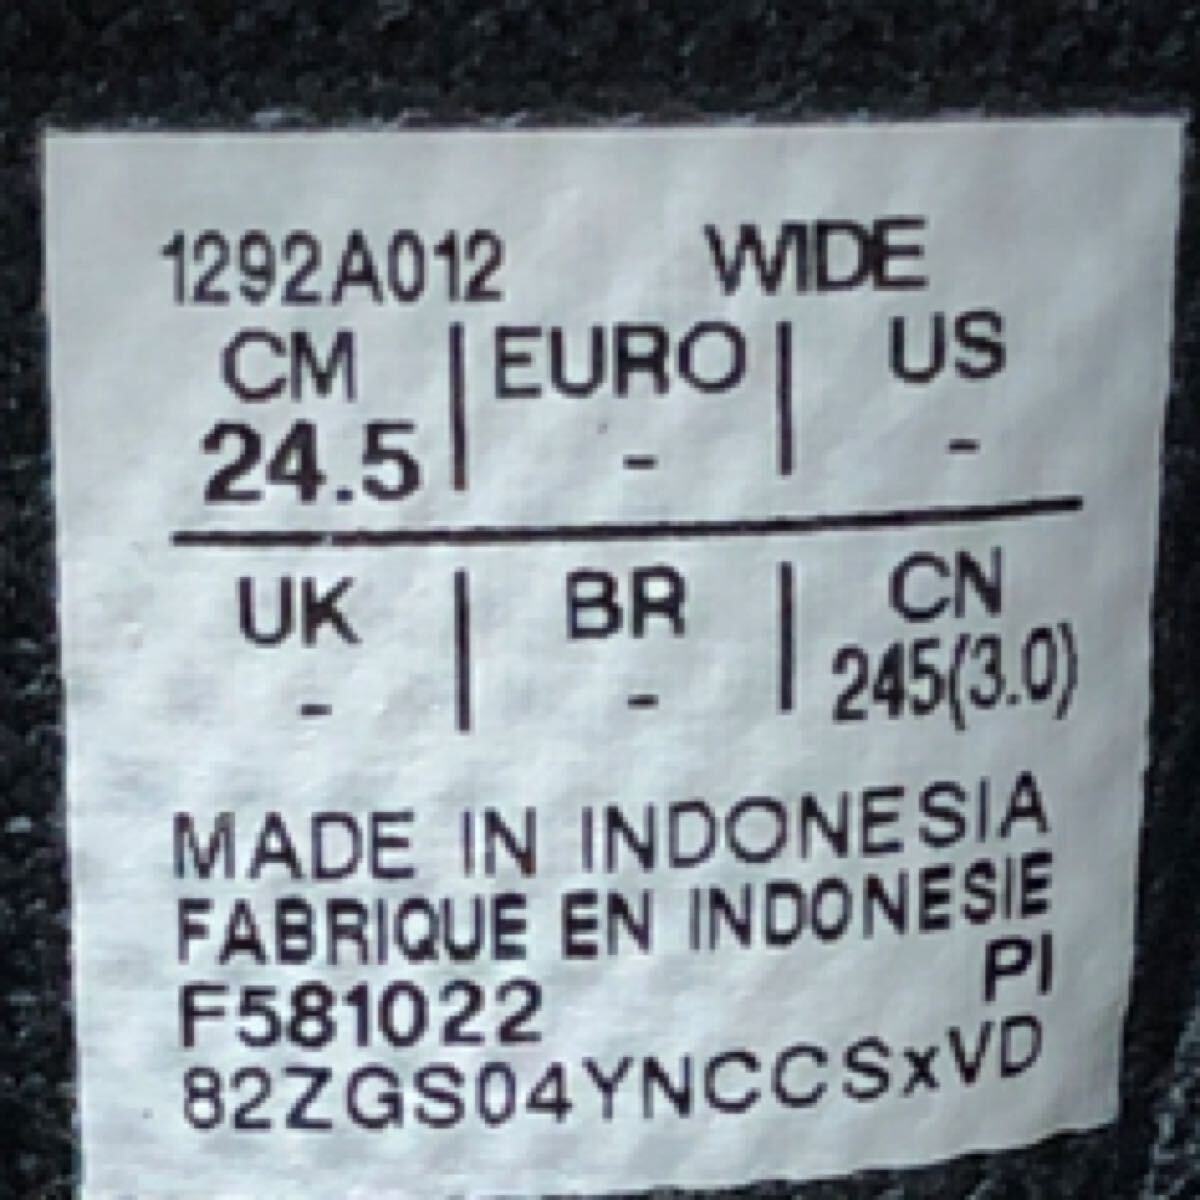 1292A012 WIDE
CM EURO US
24.5 - -
UK BR CN
- - 245(3.0)
MADE IN INDONESIA
FABRIQUE EN INDONESIE
F581022 PI
82ZGS04YNCCSxVD